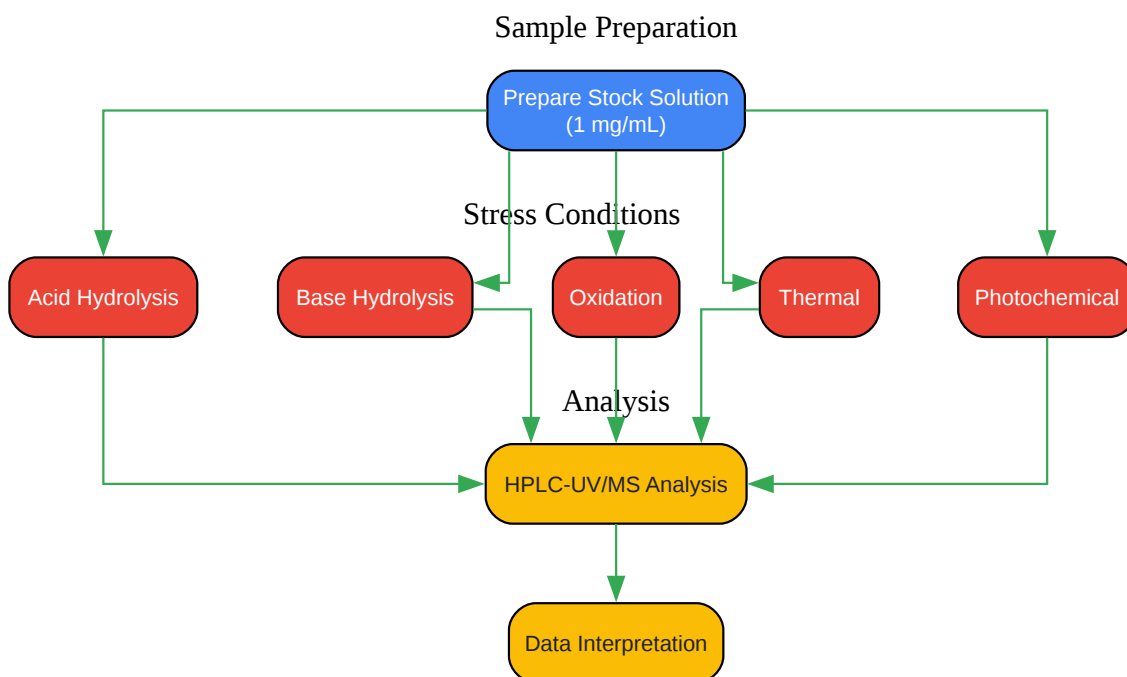 Sample Preparation
Prepare Stock Solution
(1 mg/mL)
Stress Conditions
Acid Hydrolysis
Base Hydrolysis
Oxidation
Thermal
Photochemical
Analysis
HPLC-UV/MS Analysis
Data Interpretation